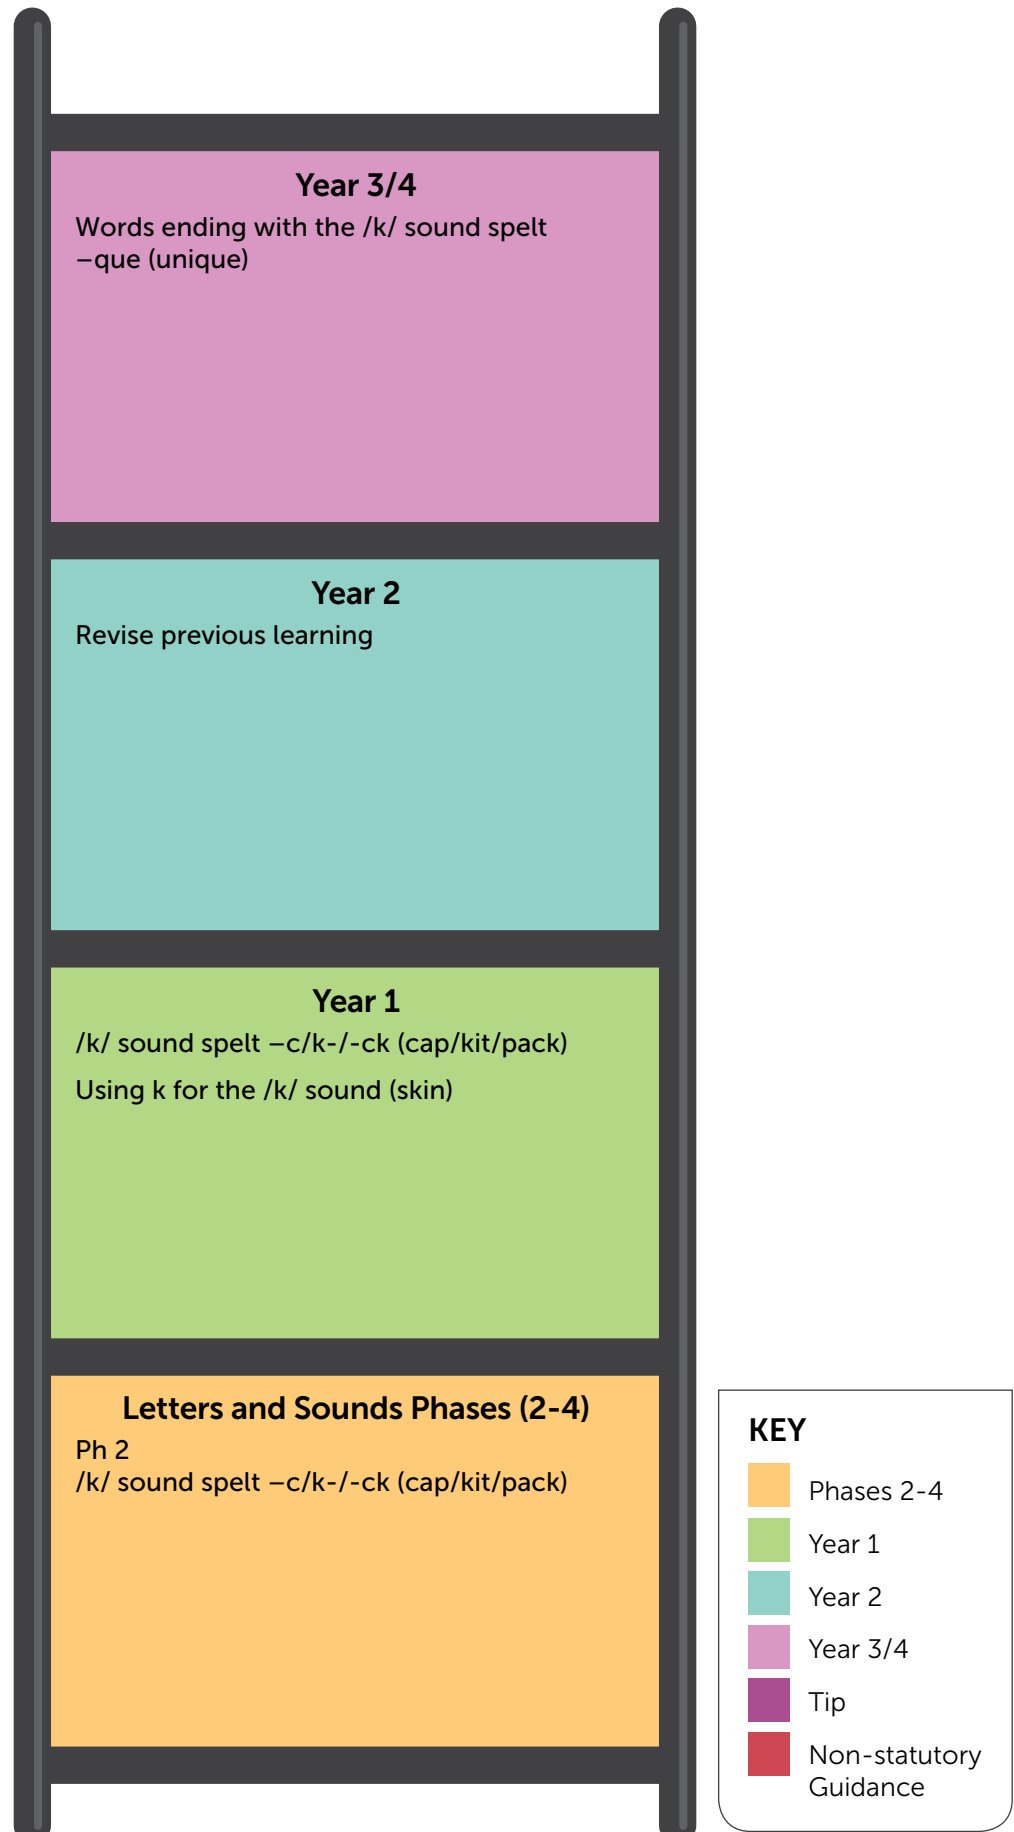 Year 3/4
Words ending with the /k/ sound spelt
–que (unique)
Year 2
Revise previous learning
Year 1
/k/ sound spelt –c/k-/-ck (cap/kit/pack)
Using k for the /k/ sound (skin)
Letters and Sounds Phases (2-4)
Ph 2
/k/ sound spelt –c/k-/-ck (cap/kit/pack)
KEY
Phases 2-4
Year 1
Year 2
Year 3/4
Tip
Non-statutory
Guidance